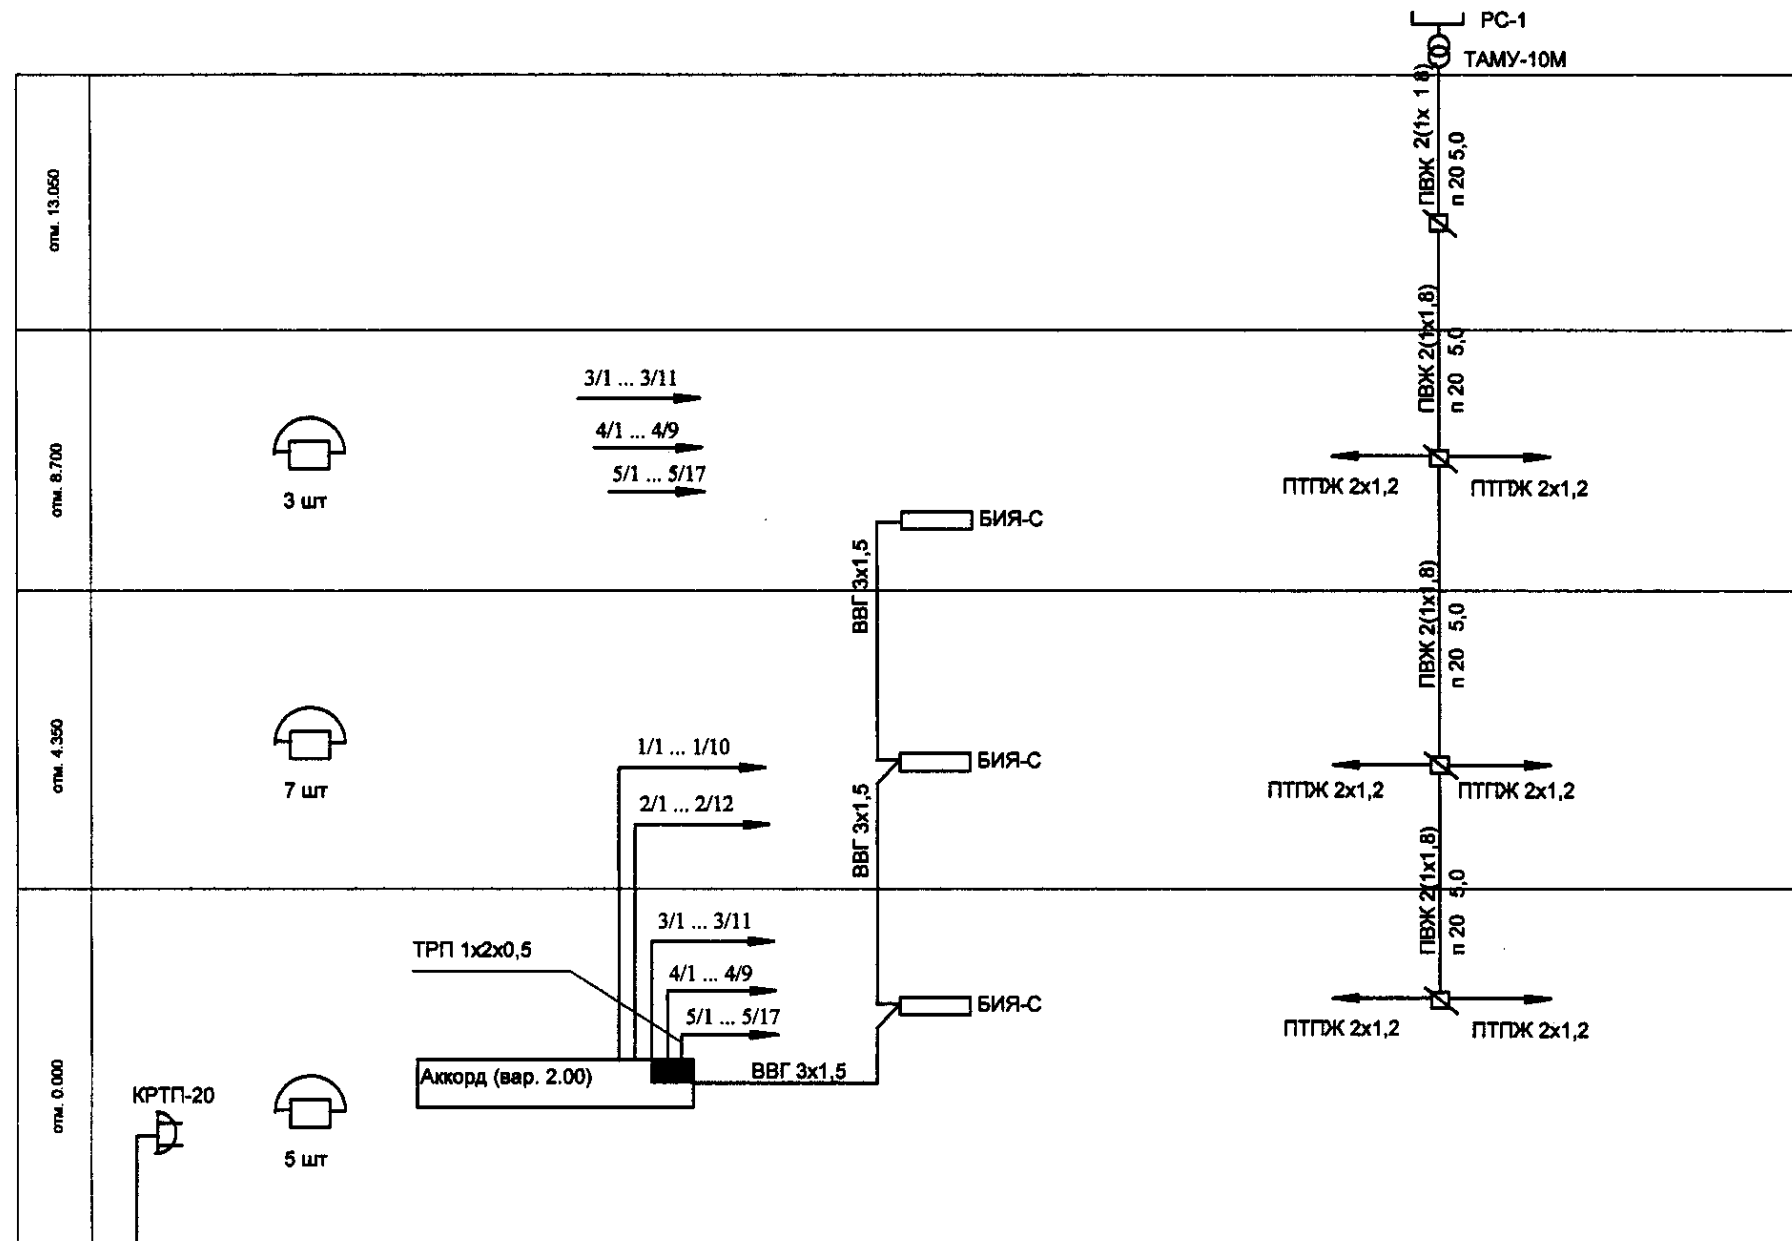 РС-1
ТАМУ-10М
ПВЖ 2(1х 1 8)
п 20 5,0
отм. 13.050
ПВЖ 2(1х1,8)
п 20 5,0
3/1 ... 3/11
4/1 ... 4/9
5/1 ... 5/17
отм. 8.700
3 шт
ПТПЖ 2х1,2
ПТПЖ 2х1,2
БИЯ-С
ВВГ 3х1,5
ПВЖ 2(1х1,8)
п 20 5,0
отм. 4.350
7 шт
1/1 ... 1/10
2/1 ... 2/12
БИЯ-С
ВВГ 3х1,5
ПТПЖ 2х1,2
ПТПЖ 2х1,2
ПВЖ 2(1х1,8)
п 20 5,0
ТРП 1х2х0,5
3/1 ... 3/11
4/1 ... 4/9
5/1 ... 5/17
БИЯ-С
ПТПЖ 2х1,2
ПТПЖ 2х1,2
отм. 0.000
КРТП-20
5 шт
Аккорд (вар. 2.00)
ВВГ 3х1,5